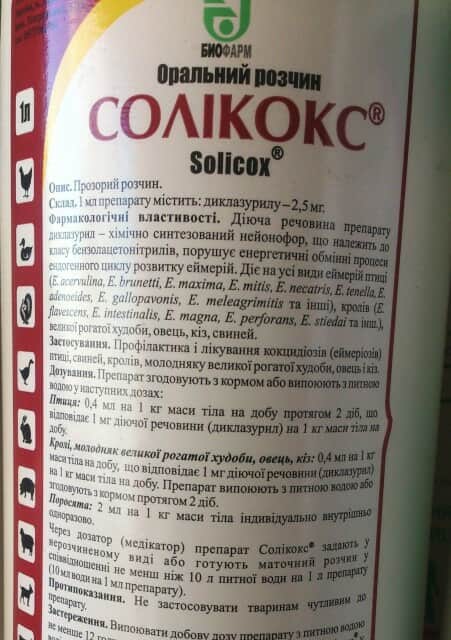 БИОФАРМ
Оральний розчин
СОЛІКОКС®
Solicox®
1л
Опис. Прозорий розчин.
Склад. 1 мл препарату містить: диклазурилу – 2,5 мг.
Фармакологічні властивості. Діюча речовина препарату
диклазурил – хімічно синтезований нейонофор, що належить до
класу бензолацетонітрилів, порушує енергетичні обмінні процеси
ендогенного циклу розвитку еймерій. Діє на усі види еймерій птиці
(E. acervulina, E. brunetti, E. maxima, E. mitis, E. necatris, E. tenella, E.
adenoides, E. gallopavonis, E. meleagrimitis та інші), кролів (E.
flavescens, E. intestinalis, E. magna, E. perforans, E. stiedai та інш.),
великої рогатої худоби, овець, кіз, свиней.
Застосування. Профілактика і лікування кокцидіозів (еймеріозів)
птиці, свиней, кролів, молодняку великої рогатої худоби, овець і кіз.
Дозування. Препарат згодовують з кормом або випоюють з питною
водою у наступних дозах:
Птиця: 0,4 мл на 1 кг маси тіла на добу протягом 2 діб, що
відповідає 1 мг діючої речовини (диклазурил) на 1 кг маси тіла на
добу.
Кролі, молодняк великої рогатої худоби, овець, кіз: 0,4 мл на 1 кг
маси тіла на добу, що відповідає 1 мг діючої речовини (диклазурил)
на 1 кг маси тіла на добу. Препарат випоюють з питною водою або
згодовують з кормом протягом 2 діб.
Поросята: 2 мл на 1 кг маси тіла індивідуально внутрішньо
одноразово.
Через дозатор (медікатор) препарат Солікокс® задають у
нерозчиненому виді або готують маточний розчин у
співвідношенні не менш ніж 10 л питної води на 1 л препарату
(10 мл води на 1 мл препарату).
Протипоказання. Не застосовувати тваринам чутливим до
препарату.
Застереження. Випоювати добову дозу препарату з питною водою
не менше 12 год